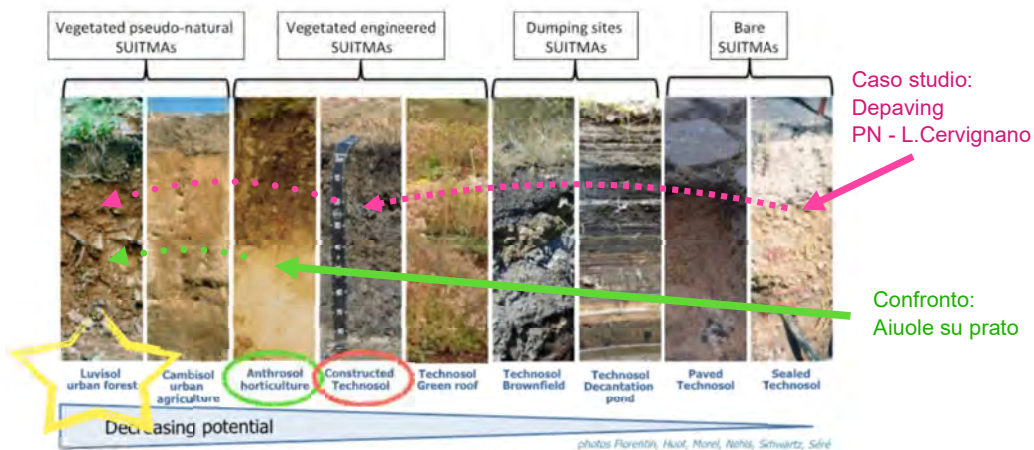 Vegetated pseudo-natural
SUITMAs
Vegetated engineered
SUITMAs
Dumping sites
SUITMAs
Bare
SUITMAs
Caso studio:
Depaving
PN - L.Cervignano
Confronto:
Aiuole su prato
Luvisol
urban forest
Cambisol
urban
agriculture
Anthrosol
horticulture
Constructed
Technosol
Technosol
Green roof
Technosol
Brownfield
Technosol
Decantation
pond
Paved
Technosol
Sealed
Technosol
Decreasing potential
photos Florentin, Huot, Morel, Nehls, Schwartz, Séré